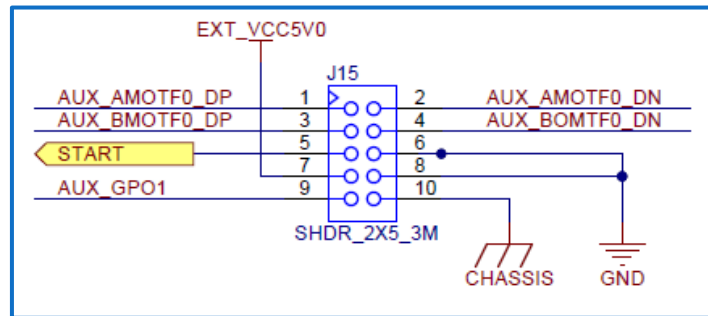 EXT_VCC5V0
J15
AUX_AMOTF0_DP 1 2 AUX_AMOTF0_DN
AUX_BMOTF0_DP 3 4 AUX_BOMTF0_DN
START 5 6
7 8
AUX_GPO1 9 10
SHDR_2X5_3M
CHASSIS GND